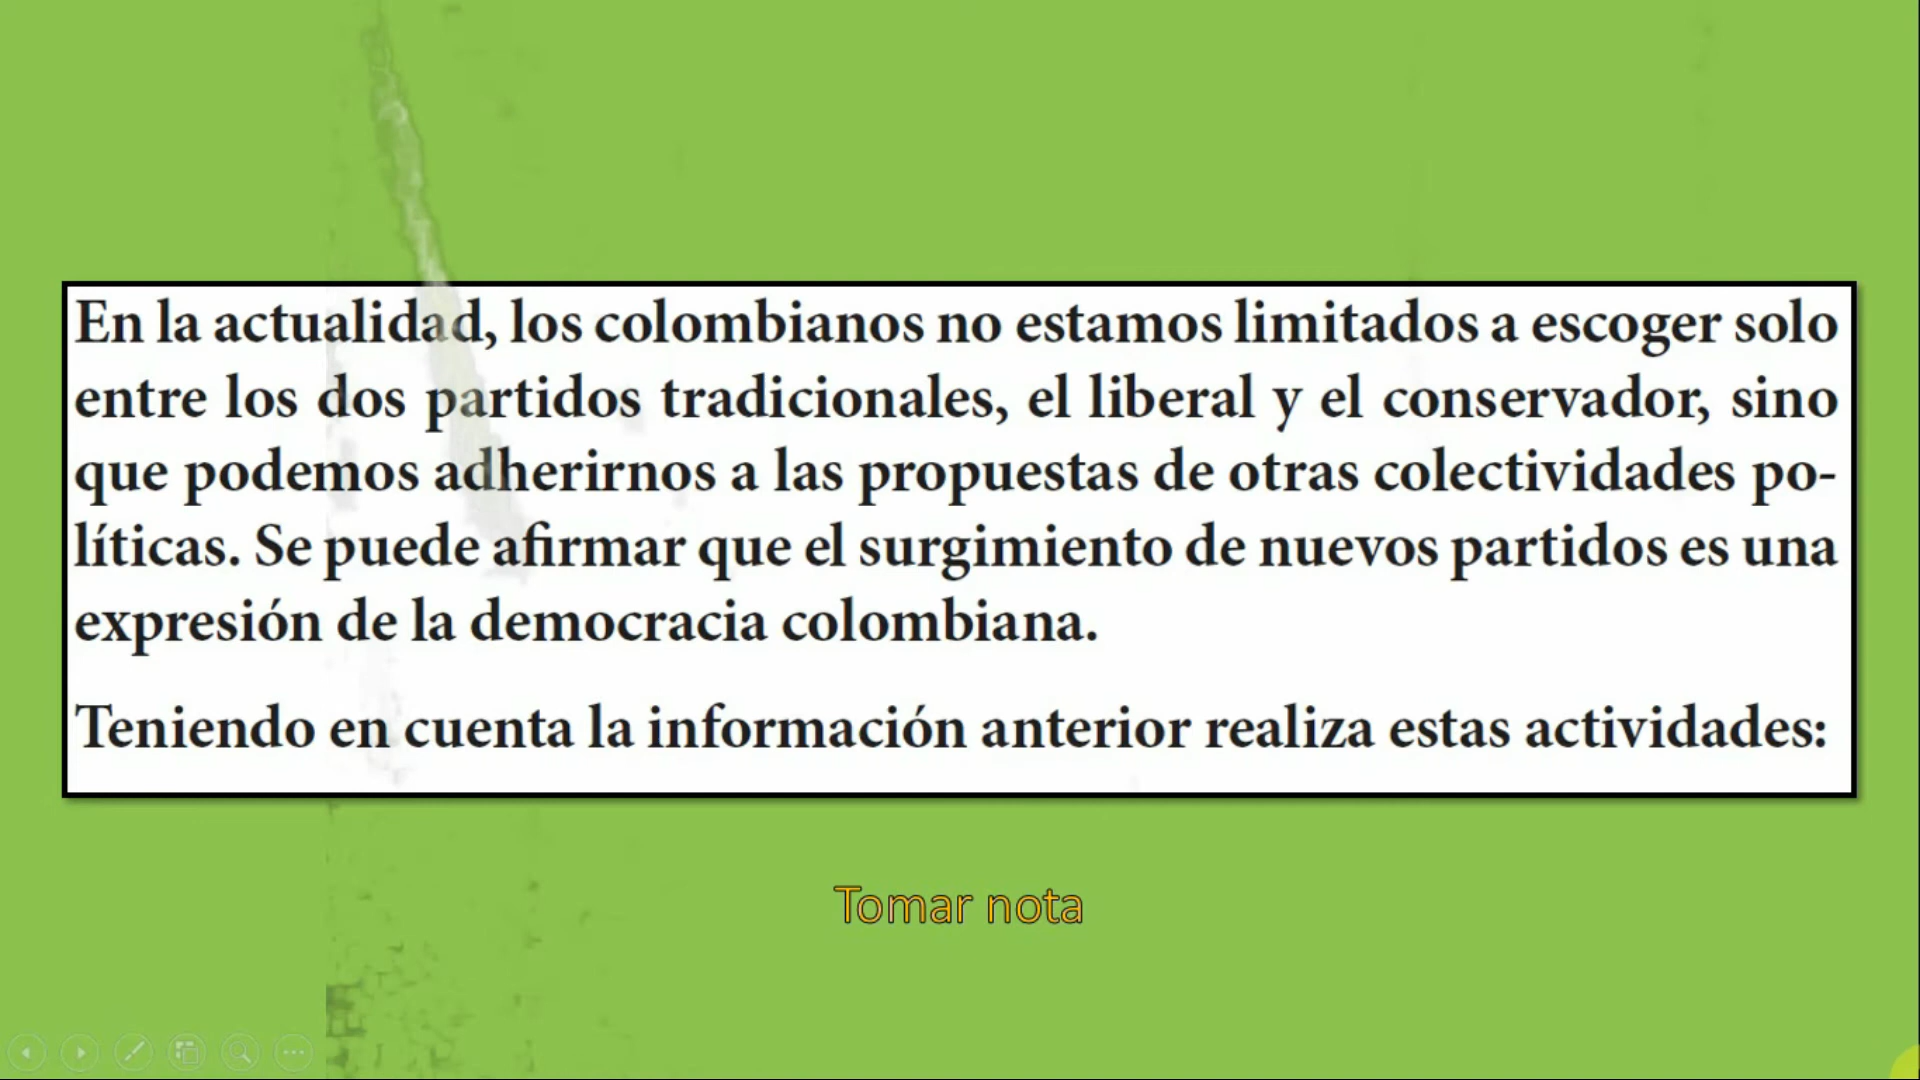 En la actualidad, los colombianos no estamos limitados a escoger solo
entre los dos partidos tradicionales, el liberal y el conservador, sino
que podemos adherirnos a las propuestas de otras colectividades po-
líticas. Se puede afirmar que el surgimiento de nuevos partidos es una
expresión de la democracia colombiana.
Teniendo en cuenta la información anterior realiza estas actividades:
Tomar nota